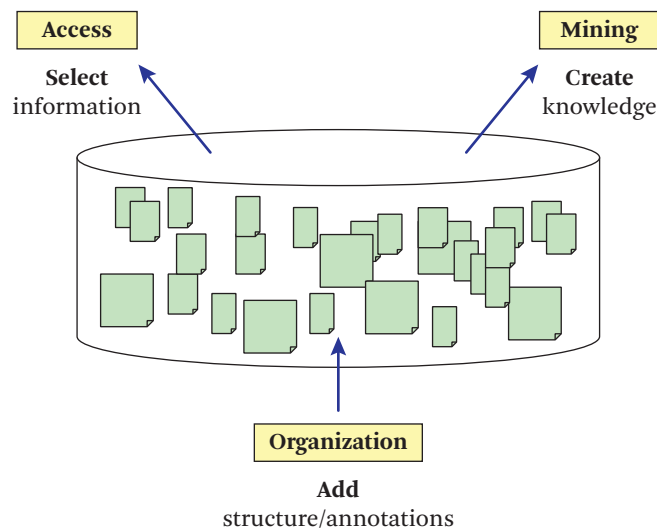 Access
Select
information
Mining
Create
knowledge
Organization
Add
structure/annotations